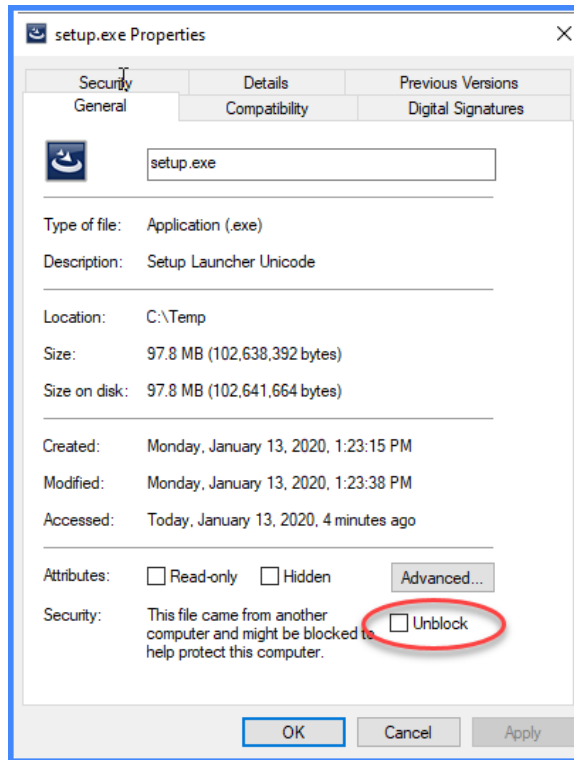 setup.exe Properties
Security Details Previous Versions
General Compatibility Digital Signatures
setup.exe
Type of file: Application (.exe)
Description: Setup Launcher Unicode
Location: C:\Temp
Size: 97.8 MB (102,638,392 bytes)
Size on disk: 97.8 MB (102,641,664 bytes)
Created: Monday, January 13, 2020, 1:23:15 PM
Modified: Monday, January 13, 2020, 1:23:38 PM
Accessed: Today, January 13, 2020, 4 minutes ago
Attributes: Read-only Hidden Advanced...
Security: This file came from another
computer and might be blocked to Unblock
help protect this computer.
OK Cancel Apply